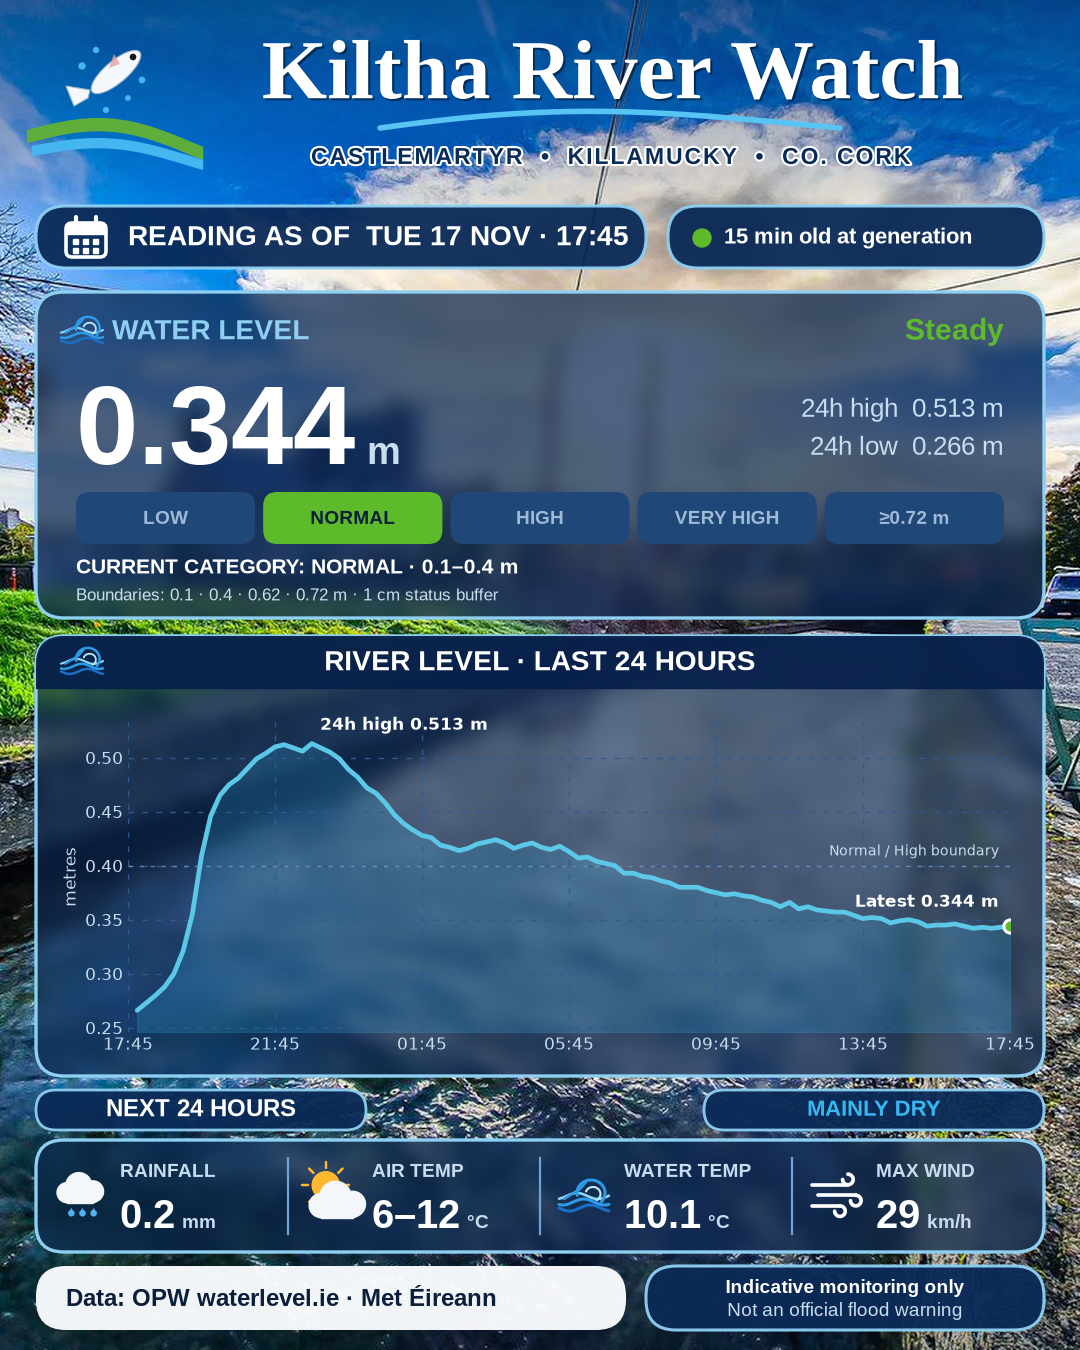 Kiltha River Watch
CASTLEMARTYR • KILLAMUCKY • CO. CORK
READING AS OF TUE 17 NOV · 17:45
15 min old at generation
WATER LEVEL
Steady
0.344 m
24h high 0.513 m
24h low 0.266 m
LOW
NORMAL
HIGH
VERY HIGH
≥0.72 m
CURRENT CATEGORY: NORMAL · 0.1–0.4 m
Boundaries: 0.1 · 0.4 · 0.62 · 0.72 m · 1 cm status buffer
RIVER LEVEL · LAST 24 HOURS
24h high 0.513 m
0.50
0.45
Normal / High boundary
0.40
metres
Latest 0.344 m
0.35
0.30
0.25
17:45 21:45 01:45 05:45 09:45 13:45 17:45
NEXT 24 HOURS
MAINLY DRY
RAINFALL
0.2 mm
AIR TEMP
6–12 °C
WATER TEMP
10.1 °C
MAX WIND
29 km/h
Data: OPW waterlevel.ie · Met Éireann
Indicative monitoring only
Not an official flood warning